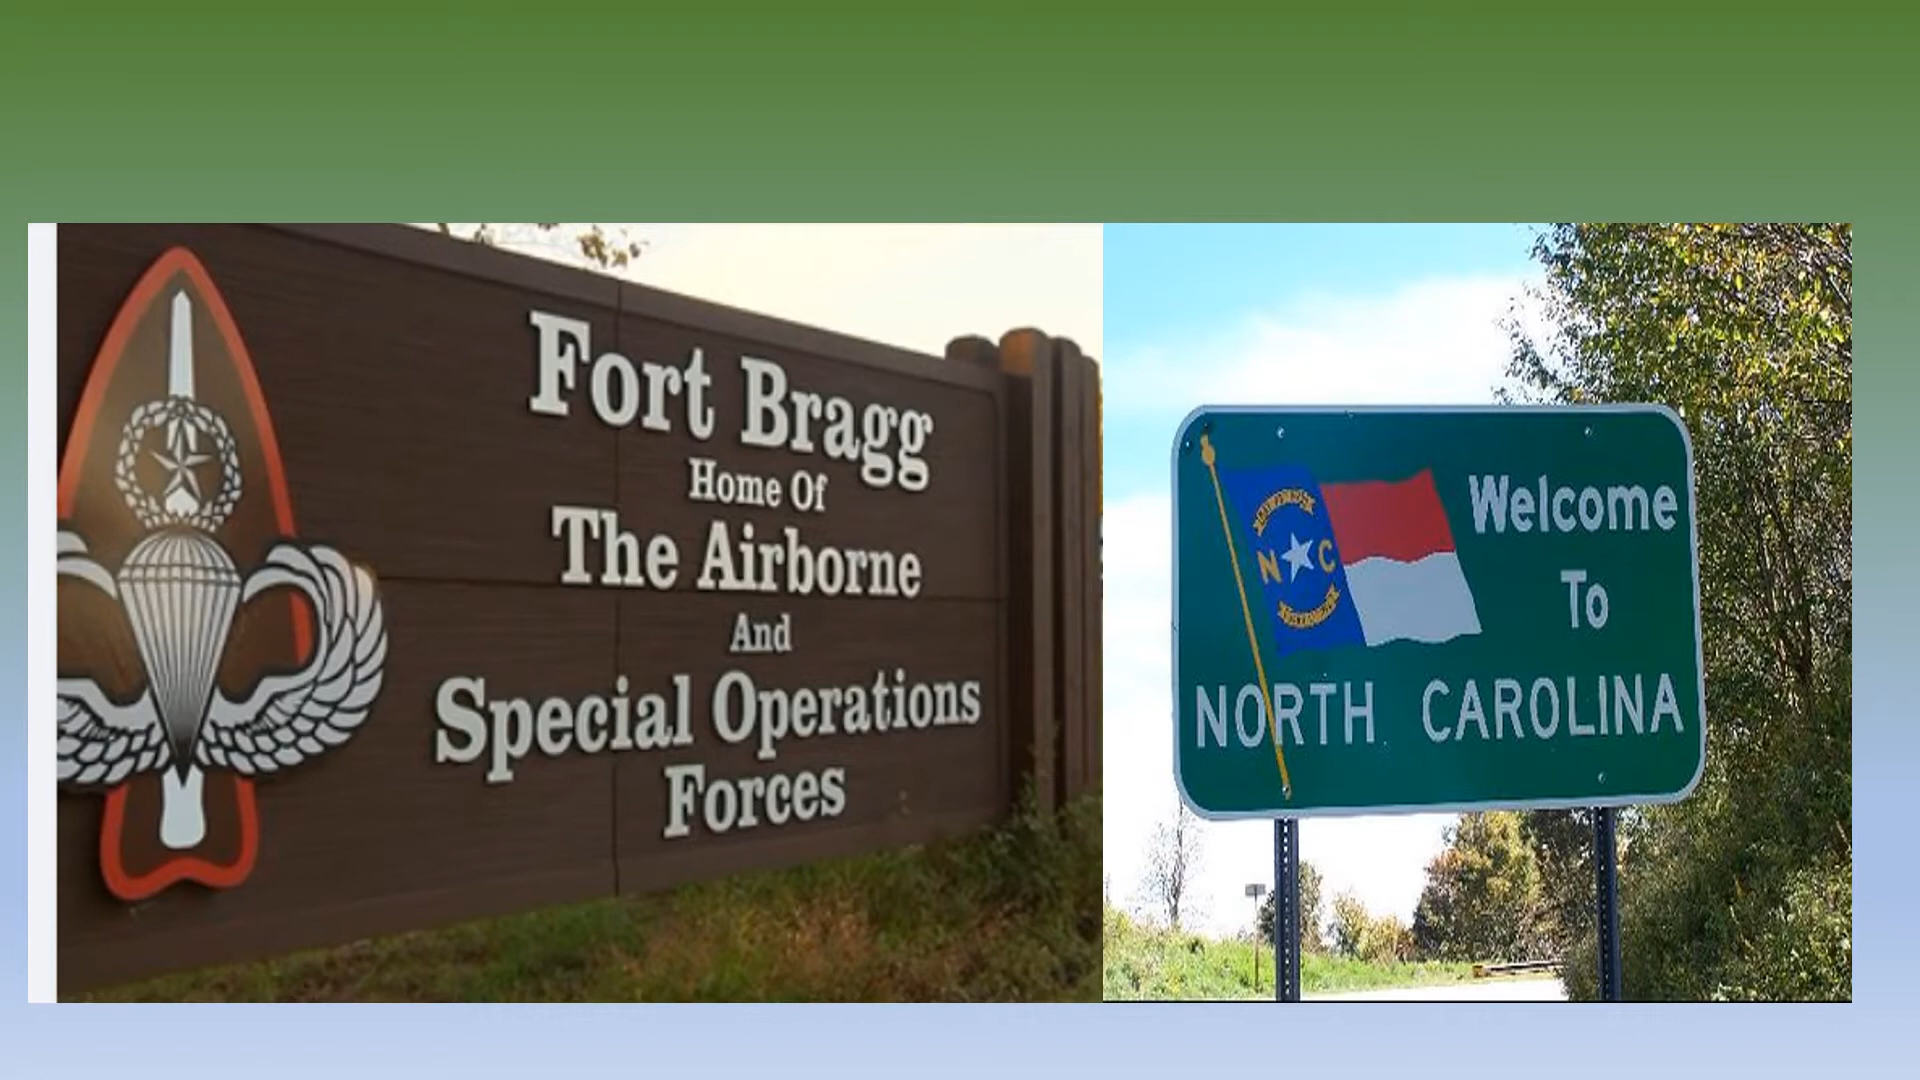 Fort Bragg
Home Of
The Airborne
And
Special Operations
Forces
Welcome
To
N C
NORTH CAROLINA